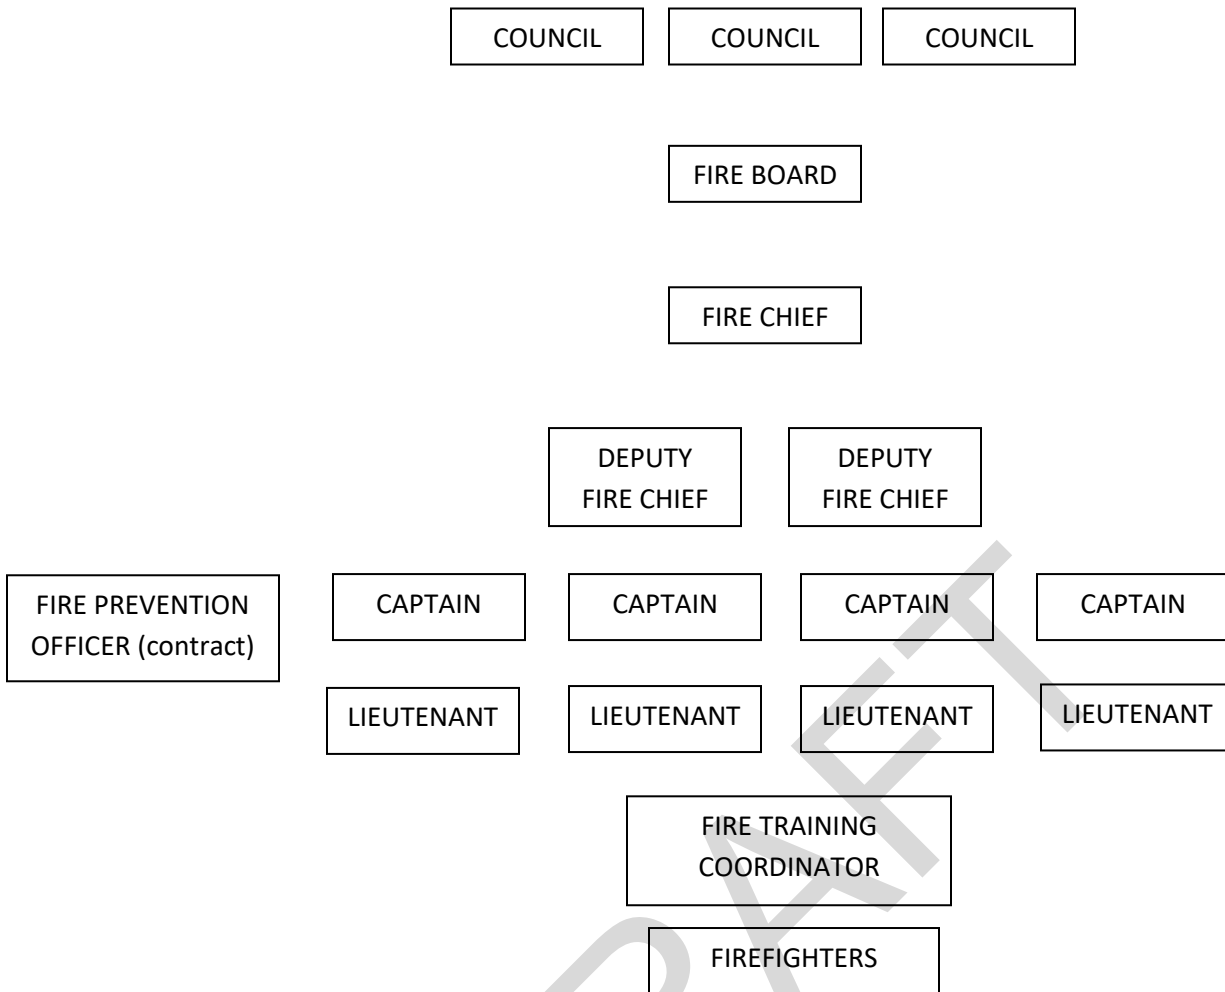 COUNCIL COUNCIL COUNCIL
FIRE BOARD
FIRE CHIEF
DEPUTY
FIRE CHIEF
DEPUTY
FIRE CHIEF
FIRE PREVENTION
OFFICER (contract)
CAPTAIN CAPTAIN CAPTAIN CAPTAIN
LIEUTENANT LIEUTENANT LIEUTENANT LIEUTENANT
FIRE TRAINING
COORDINATOR
FIREFIGHTERS
RAFT